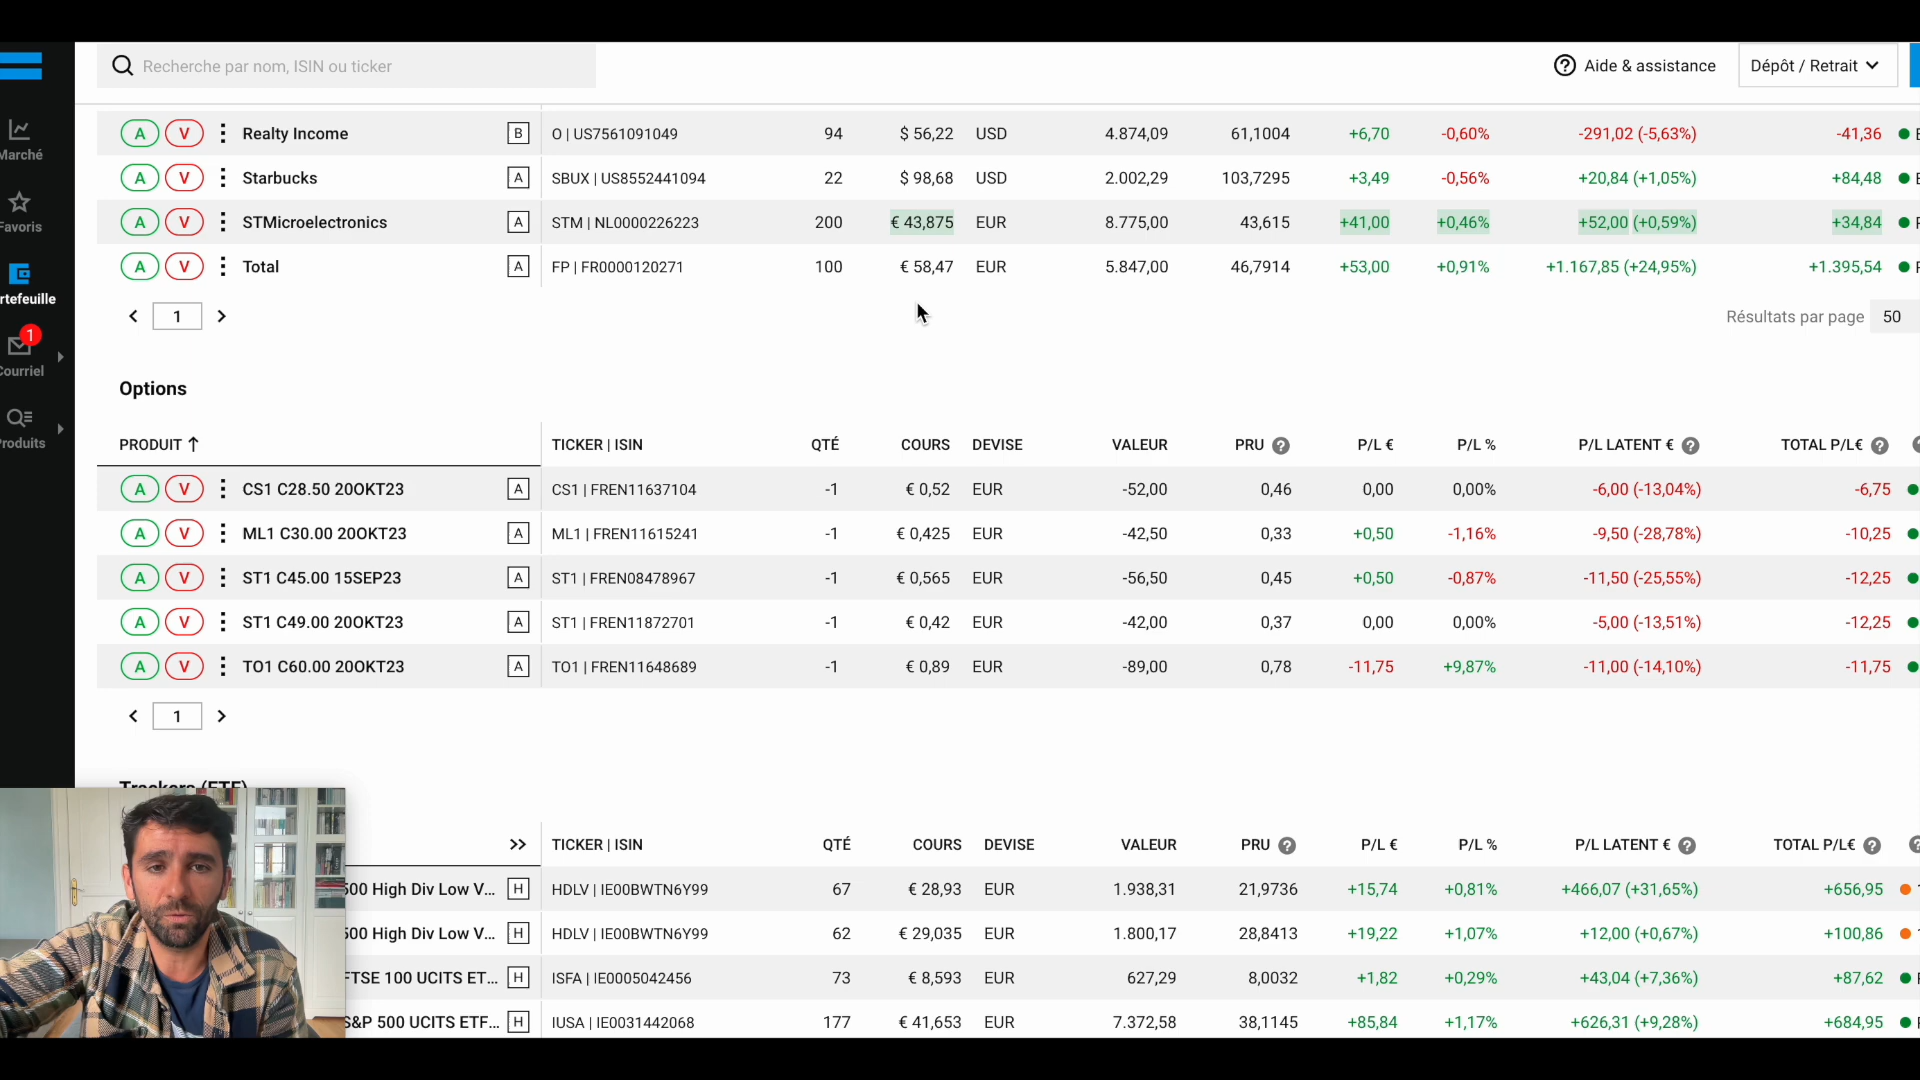 Recherche par nom, ISIN ou ticker
Aide & assistance
Dépôt / Retrait
Marché
Favoris
rtefeuille
1
Courriel
roduits
A V Realty Income B O | US7561091049 94 $ 56,22 USD 4.874,09 61,1004 +6,70 -0,60% -291,02 (-5,63%) -41,36
A V Starbucks A SBUX | US8552441094 22 $ 98,68 USD 2.002,29 103,7295 +3,49 -0,56% +20,84 (+1,05%) +84,48
A V STMicroelectronics A STM | NL0000226223 200 € 43,875 EUR 8.775,00 43,615 +41,00 +0,46% +52,00 (+0,59%) +34,84
A V Total A FP | FR0000120271 100 € 58,47 EUR 5.847,00 46,7914 +53,00 +0,91% +1.167,85 (+24,95%) +1.395,54
1
Résultats par page 50
Options
PRODUIT TICKER | ISIN QTÉ COURS DEVISE VALEUR PRU P/L € P/L % P/L LATENT € TOTAL P/L€
A V CS1 C28.50 20OKT23 A CS1 | FREN11637104 -1 € 0,52 EUR -52,00 0,46 0,00 0,00% -6,00 (-13,04%) -6,75
A V ML1 C30.00 20OKT23 A ML1 | FREN11615241 -1 € 0,425 EUR -42,50 0,33 +0,50 -1,16% -9,50 (-28,78%) -10,25
A V ST1 C45.00 15SEP23 A ST1 | FREN08478967 -1 € 0,565 EUR -56,50 0,45 +0,50 -0,87% -11,50 (-25,55%) -12,25
A V ST1 C49.00 20OKT23 A ST1 | FREN11872701 -1 € 0,42 EUR -42,00 0,37 0,00 0,00% -5,00 (-13,51%) -12,25
A V TO1 C60.00 20OKT23 A TO1 | FREN11648689 -1 € 0,89 EUR -89,00 0,78 -11,75 +9,87% -11,00 (-14,10%) -11,75
1
Trackers (ETF)
TICKER | ISIN QTÉ COURS DEVISE VALEUR PRU P/L € P/L % P/L LATENT € TOTAL P/L€
500 High Div Low V... H HDLV | IE00BWTN6Y99 67 € 28,93 EUR 1.938,31 21,9736 +15,74 +0,81% +466,07 (+31,65%) +656,95
500 High Div Low V... H HDLV | IE00BWTN6Y99 62 € 29,035 EUR 1.800,17 28,8413 +19,22 +1,07% +12,00 (+0,67%) +100,86
FTSE 100 UCITS ET... H ISFA | IE0005042456 73 € 8,593 EUR 627,29 8,0032 +1,82 +0,29% +43,04 (+7,36%) +87,62
S&P 500 UCITS ETF... H IUSA | IE0031442068 177 € 41,653 EUR 7.372,58 38,1145 +85,84 +1,17% +626,31 (+9,28%) +684,95